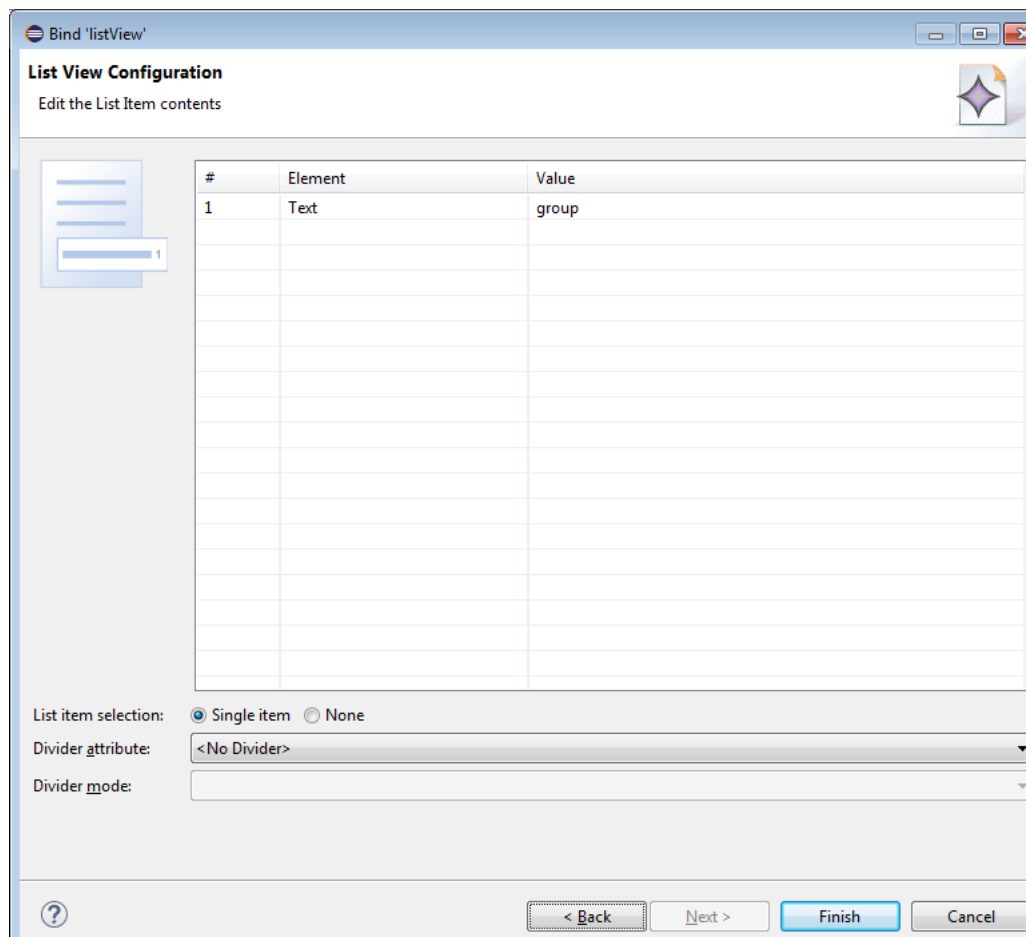 Bind 'listView'
List View Configuration
Edit the List Item contents
# Element Value
1 Text group
1
List item selection: Single item None
Divider attribute: <No Divider>
Divider mode:
? < Back Next > Finish Cancel